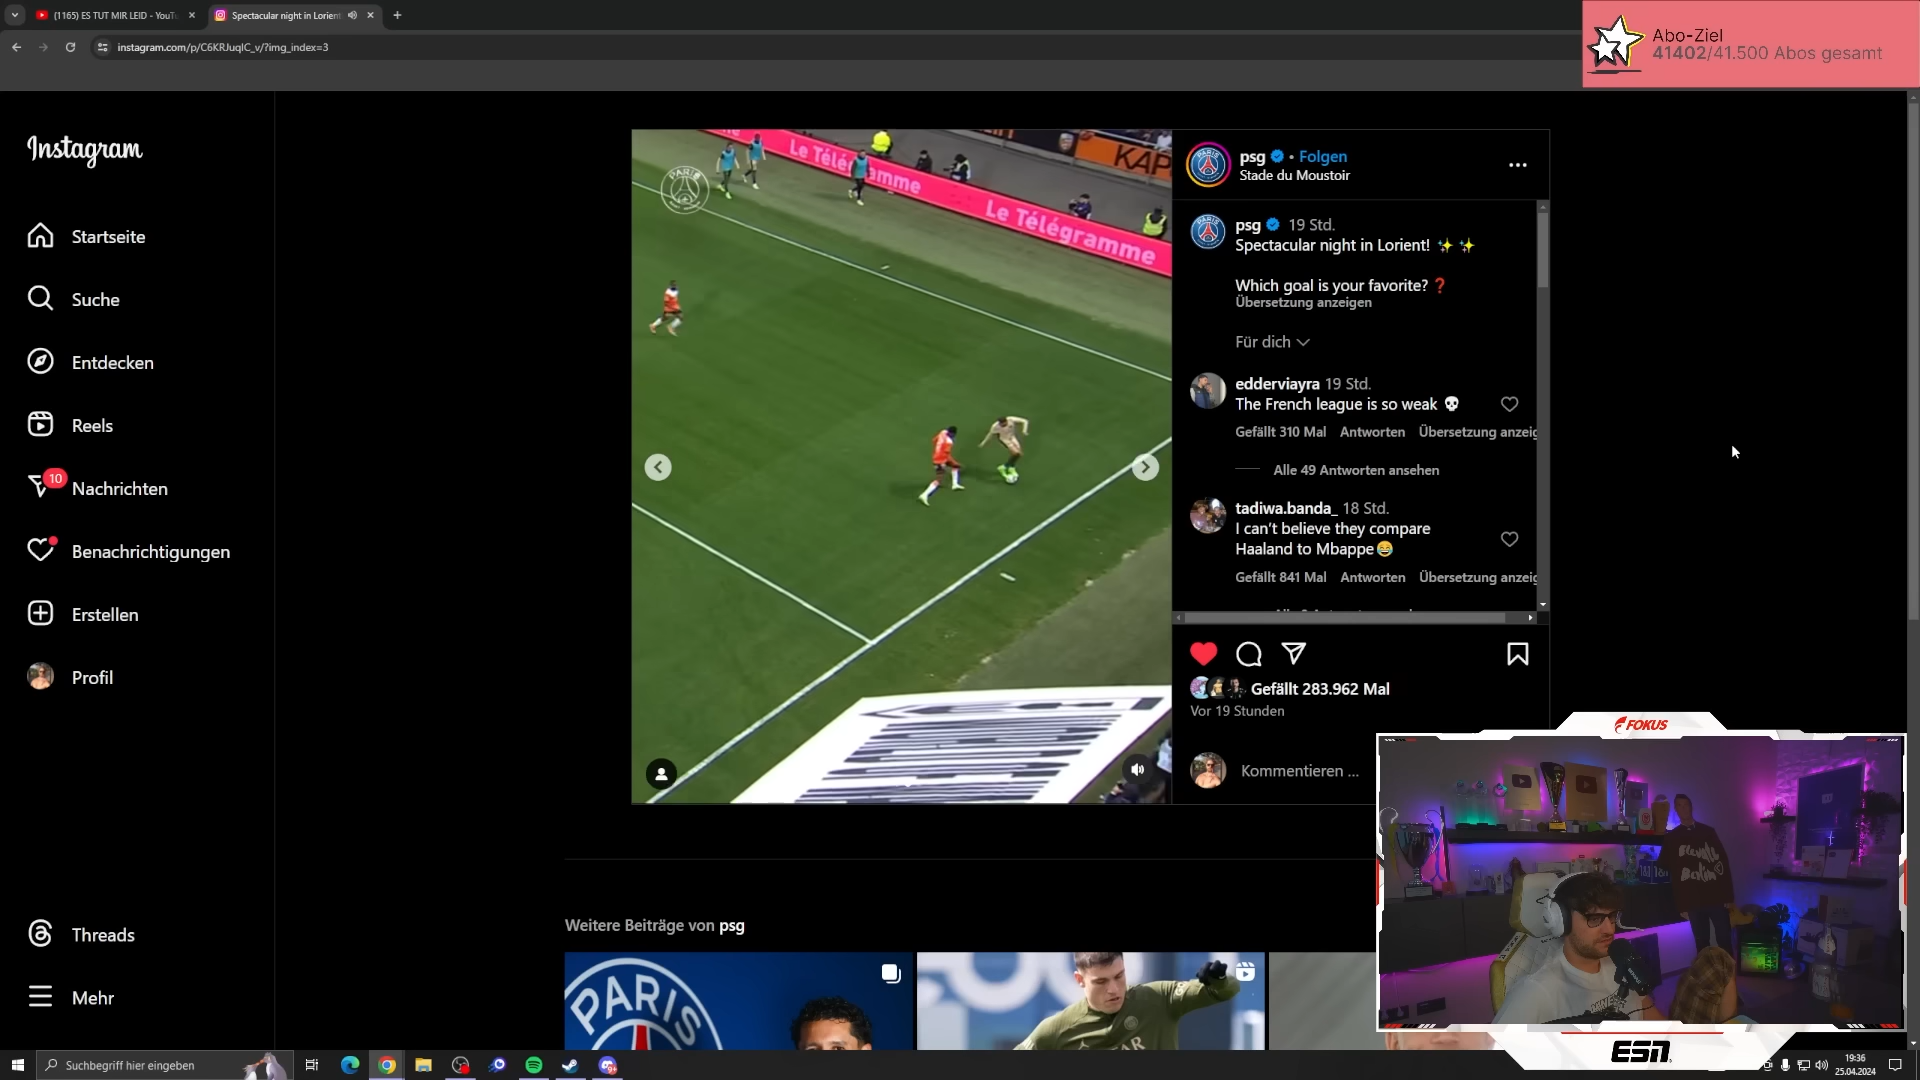 (1165) ES TUT MIR LEID - YouTu
Spectacular night in Lorient
instagram.com/p/C6KRJuqIC_v/?img_index=3
Abo-Ziel
41402/41.500 Abos gesamt
Instagram
Startseite
Suche
Entdecken
Reels
10
Nachrichten
Benachrichtigungen
Erstellen
Profil
Threads
Mehr
Le Télégramme
Le Télégramme
KAP
PARIS
psg • Folgen
Stade du Moustoir
psg 19 Std.
Spectacular night in Lorient! ✨ ✨
Which goal is your favorite? ❓
Übersetzung anzeigen
Für dich
edderviayra 19 Std.
The French league is so weak 💀
Gefällt 310 Mal Antworten Übersetzung anzeig
Alle 49 Antworten ansehen
tadiwa.banda_ 18 Std.
I can't believe they compare
Haaland to Mbappe😂
Gefällt 841 Mal Antworten Übersetzung anzeig
Gefällt 283.962 Mal
Vor 19 Stunden
Kommentieren ...
Weitere Beiträge von psg
PARIS
FOKUS
ESN
Suchbegriff hier eingeben
19:36
25.04.2024